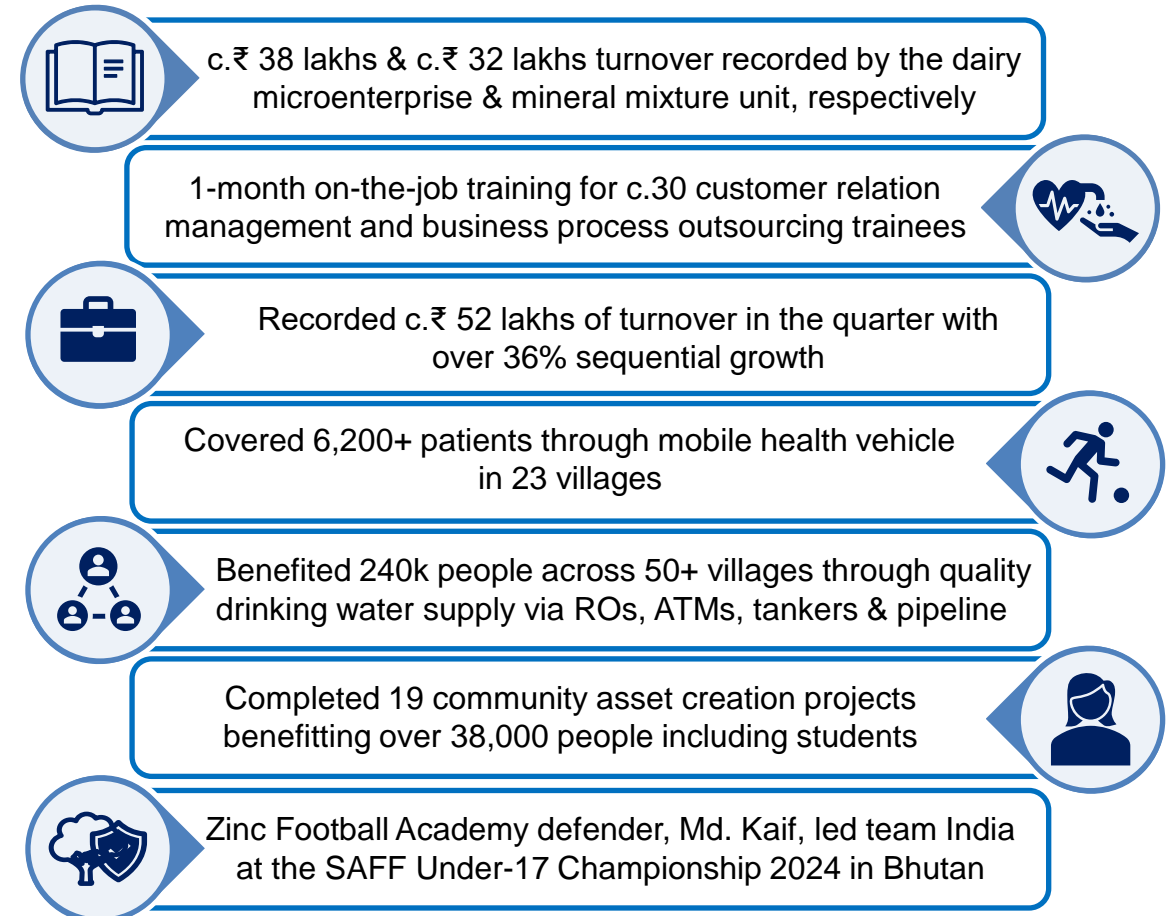 c.₹ 38 lakhs & c.₹ 32 lakhs turnover recorded by the dairy
microenterprise & mineral mixture unit, respectively
1-month on-the-job training for c.30 customer relation
management and business process outsourcing trainees
Recorded c.₹ 52 lakhs of turnover in the quarter with
over 36% sequential growth
Covered 6,200+ patients through mobile health vehicle
in 23 villages
Benefited 240k people across 50+ villages through quality
drinking water supply via ROs, ATMs, tankers & pipeline
Completed 19 community asset creation projects
benefitting over 38,000 people including students
Zinc Football Academy defender, Md. Kaif, led team India
at the SAFF Under-17 Championship 2024 in Bhutan